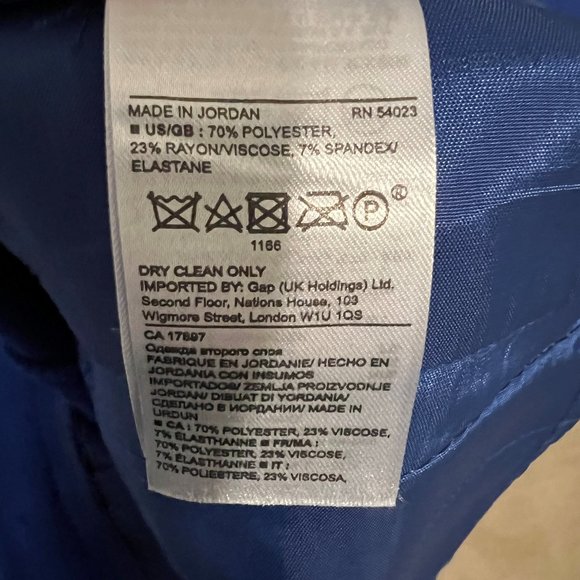 MADE IN JORDAN RN 54023
■ US/GB : 70% POLYESTER,
23% RAYON/VISCOSE, 7% SPANDEX/
ELASTANE
P ®
1166
DRY CLEAN ONLY
IMPORTED BY: Gap (UK Holdings) Ltd.
Second Floor, Nations House, 103
Wigmore Street, London W1U 1QS
CA 17897
Одежда второго слоя
FABRIQUE EN JORDANIE/ HECHO EN
JORDANIA CON INSUMOS
IMPORTADOS/ ZEMLJA PROIZVODNJE
JORDAN/ DIBUAT DI YORDANIA/
СДЕЛАНО В ИОРДАНИИ/ MADE IN
URDUN
■ CA : 70% POLYESTER, 23% VISCOSE,
7% ÉLASTHANNE ■ FR/MA :
70% POLYESTER, 23% VISCOSE,
7% ÉLASTHANNE ■ IT :
70% POLIESTERE, 23% VISCOSA,